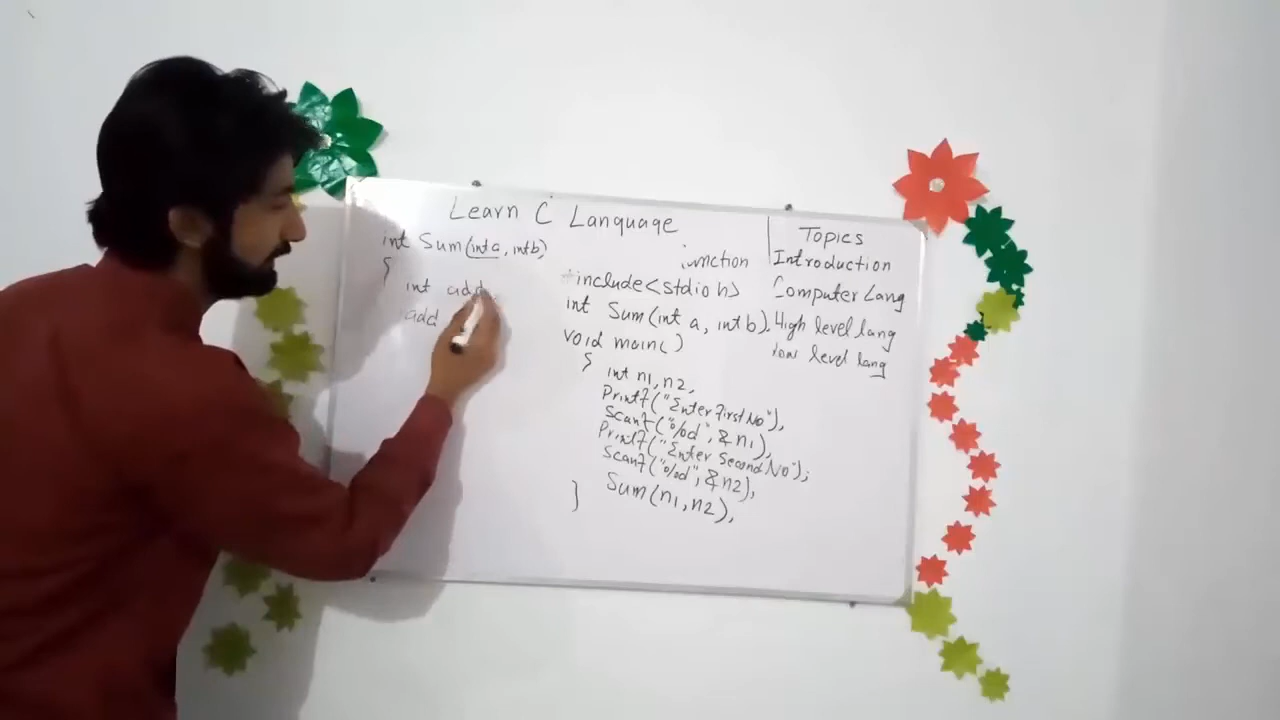 Learn C Language
int Sum(int a, int b)
{
int add
add
function
#include<stdio h>
int Sum(int a, int b),
void main()
{
int n1, n2,
Printf("Enter First No"),
Scanf("%d", & n1),
Printf("Enter Second No");
Scanf("%d", & n2),
Sum(n1, n2),
}
Topics
Introduction
Computer Lang
High level lang
low level lang